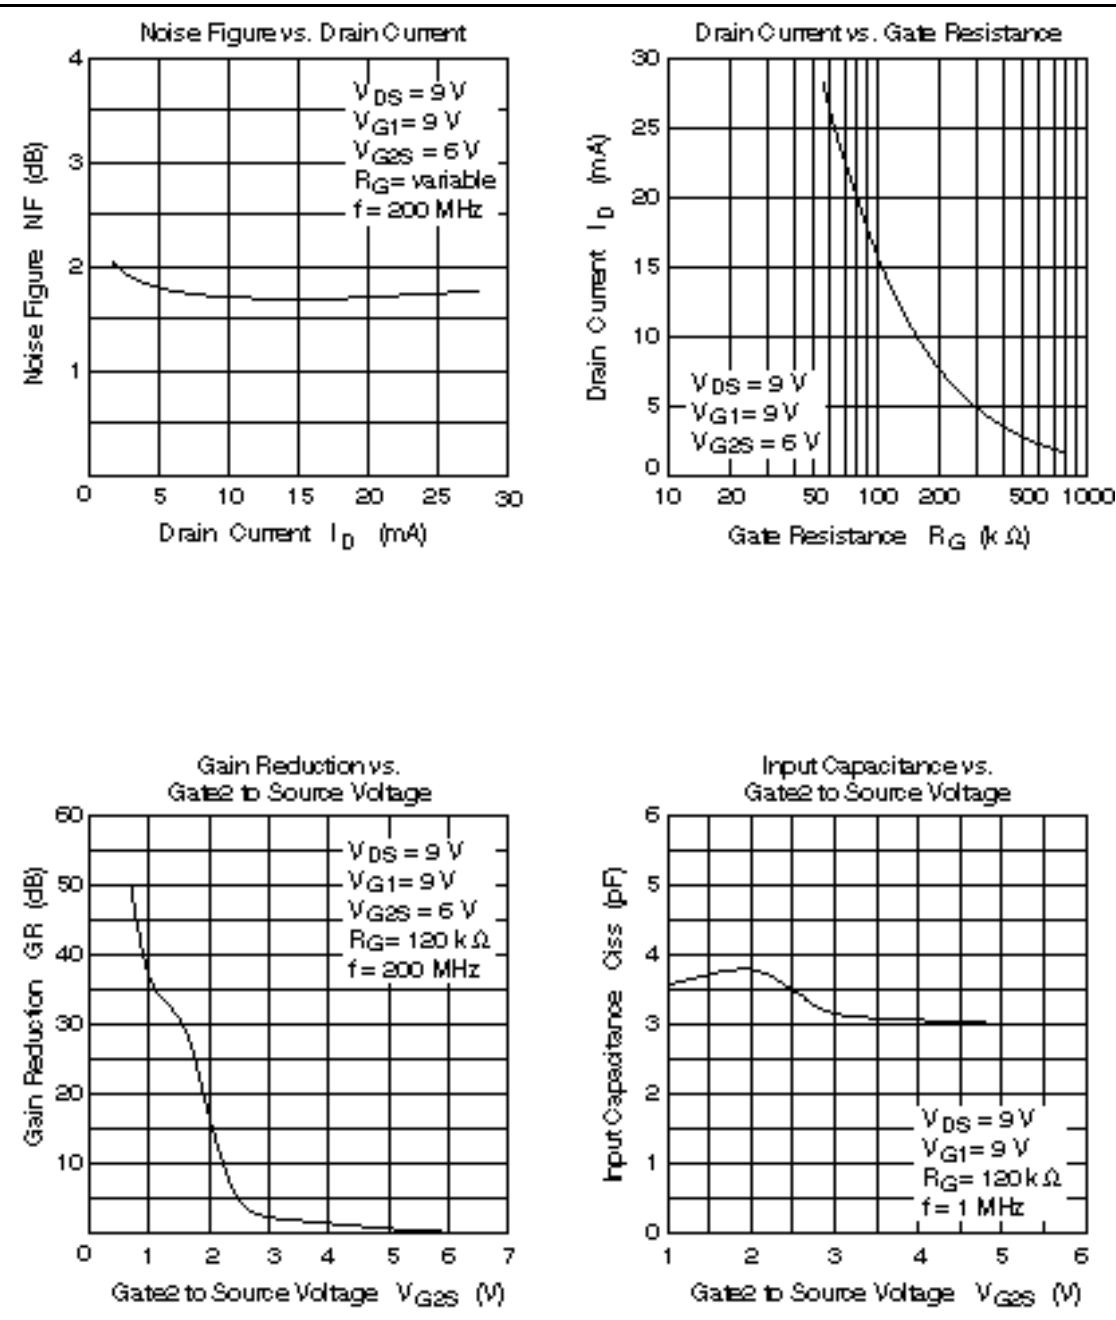 Noise Figure vs. Drain Current
4
3
2
1
0
5
10
15
20
25
30
Noise Figure NF (dB)
V DS = 9 V
V G1 = 9 V
V G2S = 6 V
R G = variable
f = 200 MHz
Drain Current I D (mA)
Drain Current vs. Gate Resistance
30
25
20
15
10
5
0
10
20
50
100
200
500
1000
Drain Current I D (mA)
V DS = 9 V
V G1 = 9 V
V G2S = 6 V
Gate Resistance R G (k Ω)
Gain Reduction vs.
Gate2 to Source Voltage
60
50
40
30
20
10
0
1
2
3
4
5
6
7
Gain Reduction GR (dB)
V DS = 9 V
V G1 = 9 V
V G2S = 6 V
R G = 120 k Ω
f = 200 MHz
Gate2 to Source Voltage V G2S (V)
Input Capacitance vs.
Gate2 to Source Voltage
6
5
4
3
2
1
0
1
2
3
4
5
6
Input Capacitance Ciss (pF)
V DS = 9 V
V G1 = 9 V
R G = 120 k Ω
f = 1 MHz
Gate2 to Source Voltage V G2S (V)